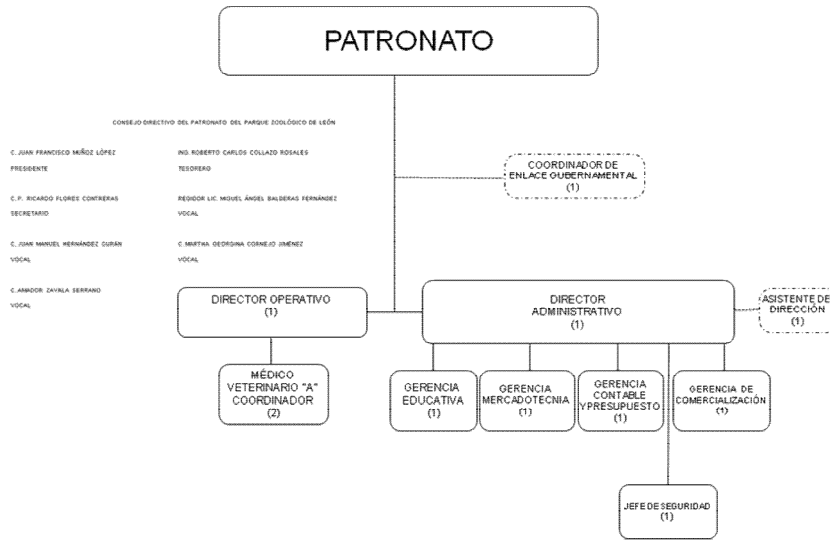 PATRONATO
CONSEJO DIRECTIVO DEL PATRONATO DEL PARQUE ZOOLÓGICO DE LEÓN
C. JUAN FRANCISCO MUÑOZ LÓPEZ
PRESIDENTE
ING. ROBERTO CARLOS COLLAZO ROSALES
TESORERO
C. P. RICARDO FLORES CONTRERAS
SECRETARIO
REGIDOR LIC. MIGUEL ÁNGEL BALDERAS FERNÁNDEZ
VOCAL
C. JUAN MANUEL HERNÁNDEZ DURÁN
VOCAL
C. MARTHA GEORGINA CORNEJO JIMÉNEZ
VOCAL
C. AMADOR ZAVALA SERRANO
VOCAL
COORDINADOR DE
ENLACE GUBERNAMENTAL
(1)
DIRECTOR OPERATIVO
(1)
DIRECTOR
ADMINISTRATIVO
(1)
ASISTENTE DE
DIRECCIÓN
(1)
MÉDICO
VETERINARIO "A"
COORDINADOR
(2)
GERENCIA
EDUCATIVA
(1)
GERENCIA
MERCADOTECNIA
(1)
GERENCIA
CONTABLE
YPRESUPUESTO
(1)
GERENCIA DE
COMERCIALIZACIÓN
(1)
JEFE DE SEGURIDAD
(1)